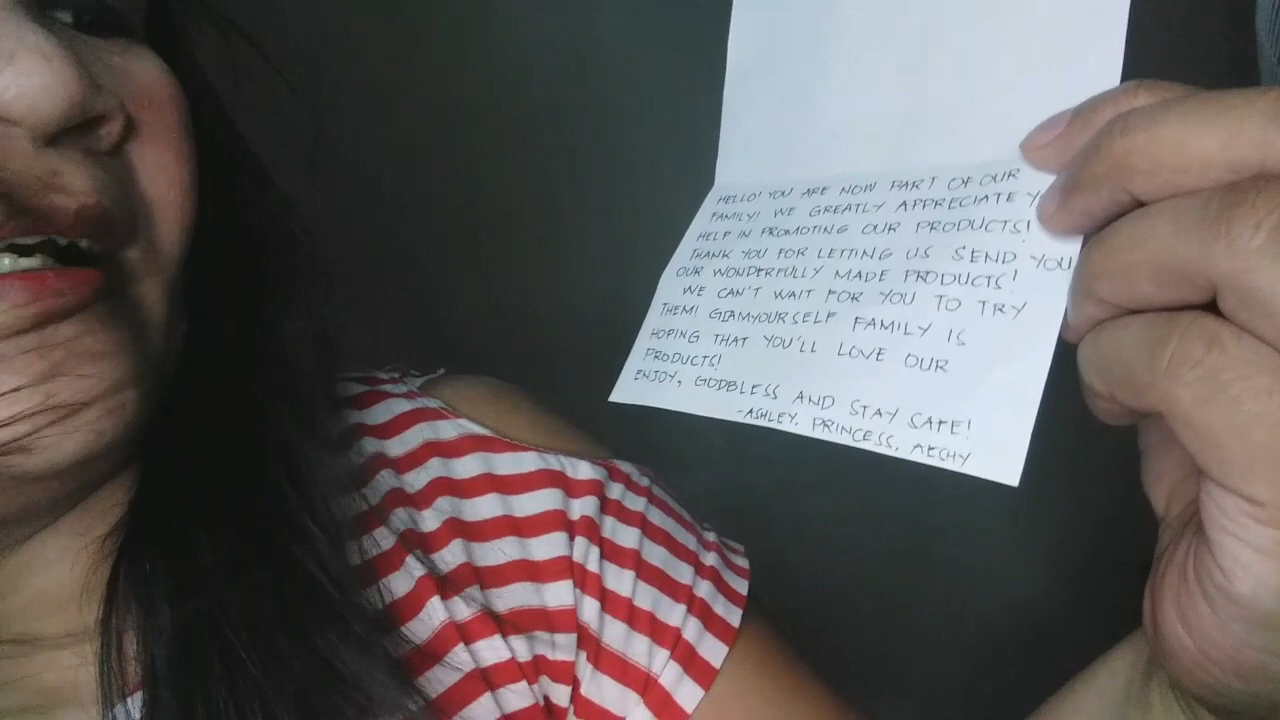 HELLO! YOU ARE NOW PART OF OUR
FAMILY! WE GREATLY APPRECIATE Y
HELP IN PROMOTING OUR PRODUCTS!
THANK YOU FOR LETTING US SEND YOU
OUR WONDERFULLY MADE PRODUCTS!
WE CAN'T WAIT FOR YOU TO TRY
THEM! GLAMYOURSELF FAMILY IS
HOPING THAT YOU'LL LOVE OUR
PRODUCTS!
ENJOY, GODBLESS AND STAY SAFE!
-ASHLEY, PRINCESS, AESHY